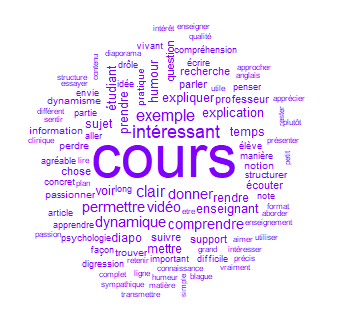 intérêt enseigner
qualité
diaporama vivant compréhension
contenu drôle question écrire approcher
structure étudiant idée pratique humour recherche anglais
essayer parler utile penser
envie prendre expliquer professeur apprécier
différent dynamisme partie exemple explication rester plutôt
sentir sujet
information aller intéressant temps
clinique perdre élève présenter
agréable lire cours manière petit
chose notion
concret plan structurer
passionner voir long clair donner écouter
rendre note
article permettre vidéo etre enseignant format
aborder
apprendre dynamique comprendre enseignement
passion psychologie diapo suivre support aimer utiliser
façon trouver mettre grand intéresser
digression retenir important difficile précis
connaissance vraiment
complet ligne humeur blague
sympathique matière simple
transmettre